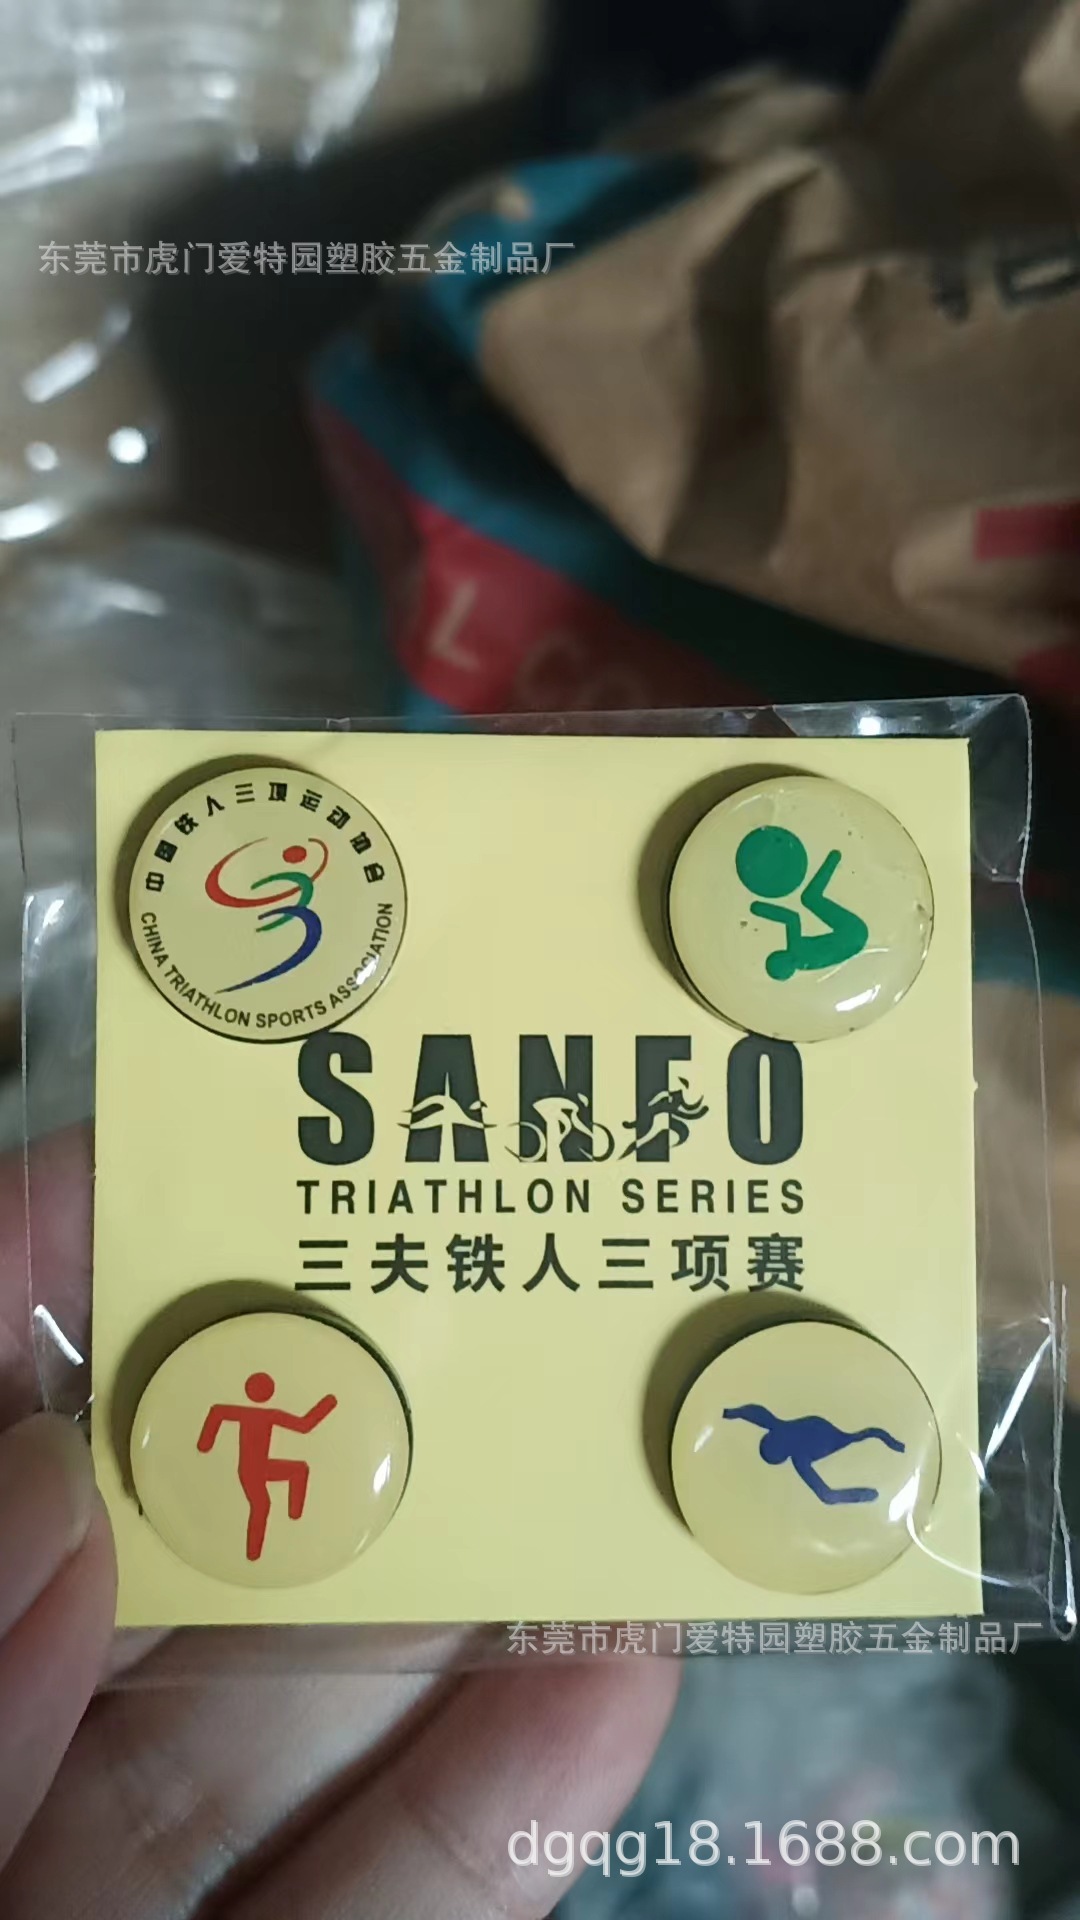 东莞市虎门爱特园塑胶五金制品厂
L CO
中国铁人三项运动协会
CHINA TRIATHLON SPORTS ASSOCIATION
SANFO
TRIATHLON SERIES
三夫铁人三项赛
东莞市虎门爱特园塑胶五金制品厂
dgqg18.1688.com